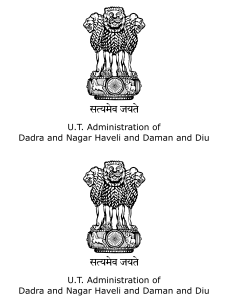 सत्यमेव जयते
U.T. Administration of
Dadra and Nagar Haveli and Daman and Diu
सत्यमेव जयते
U.T. Administration of
Dadra and Nagar Haveli and Daman and Diu